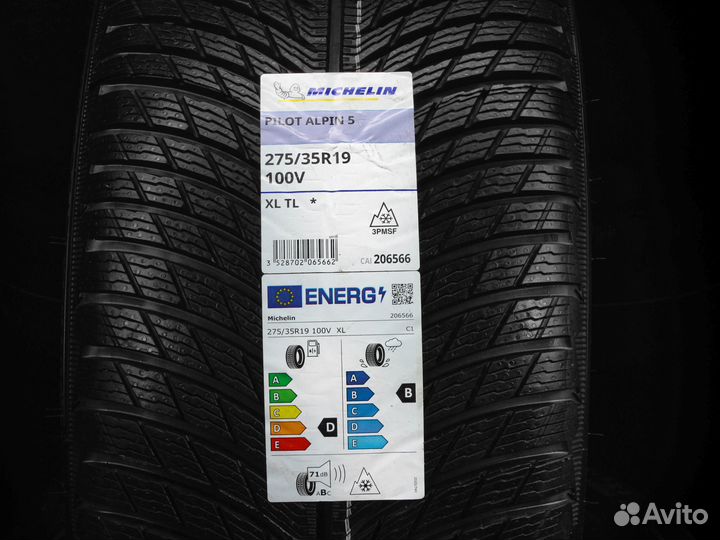 MICHELIN
PILOT ALPIN 5
275/35R19
100V
XL TL *
3PMSF
3 528702 065662
CAI 206566
ENERG
Michelin 206566
275/35R19 100V XL C1
A
B
C
D
E
D
A
B
C
D
E
B
71dB
ABC
Avito